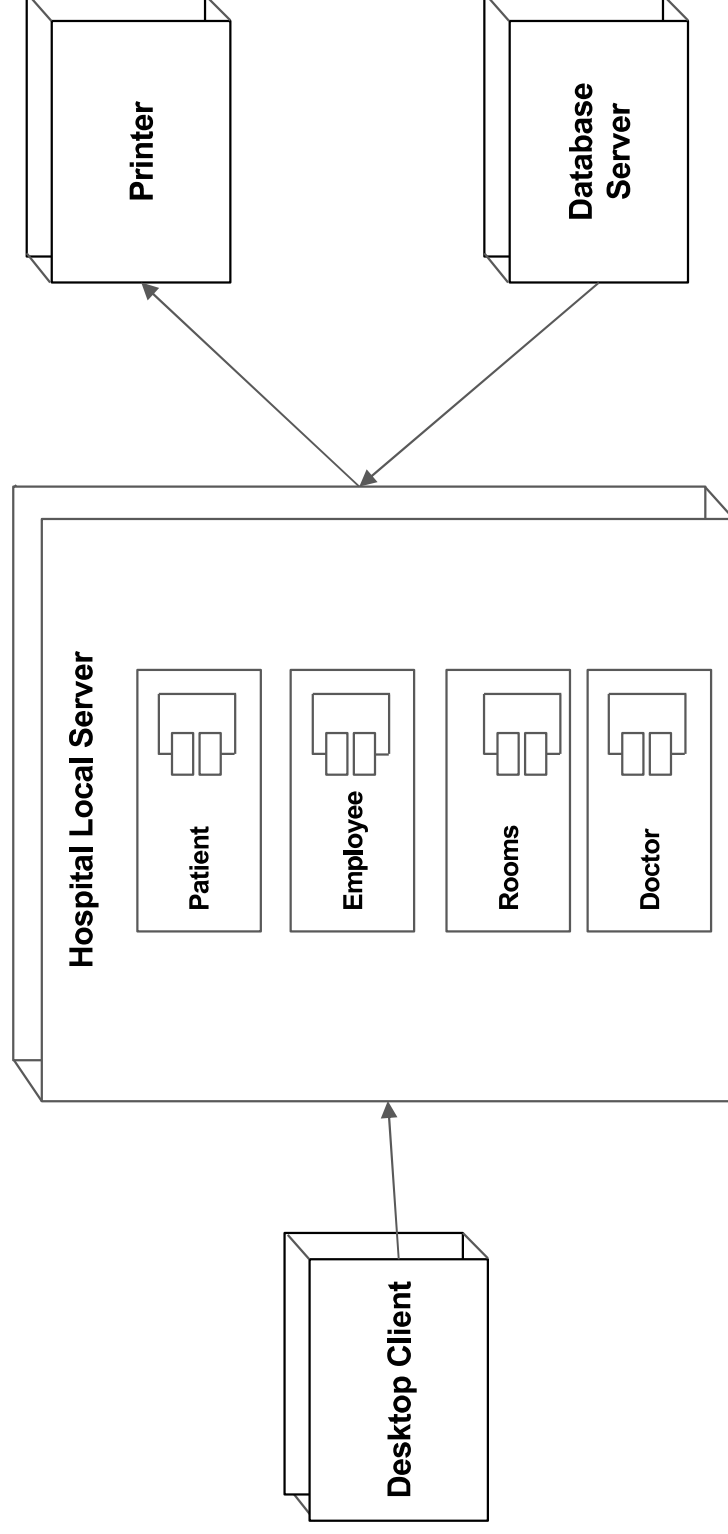 Desktop Client
Hospital Local Server
Patient
Employee
Rooms
Doctor
Printer
Database
Server